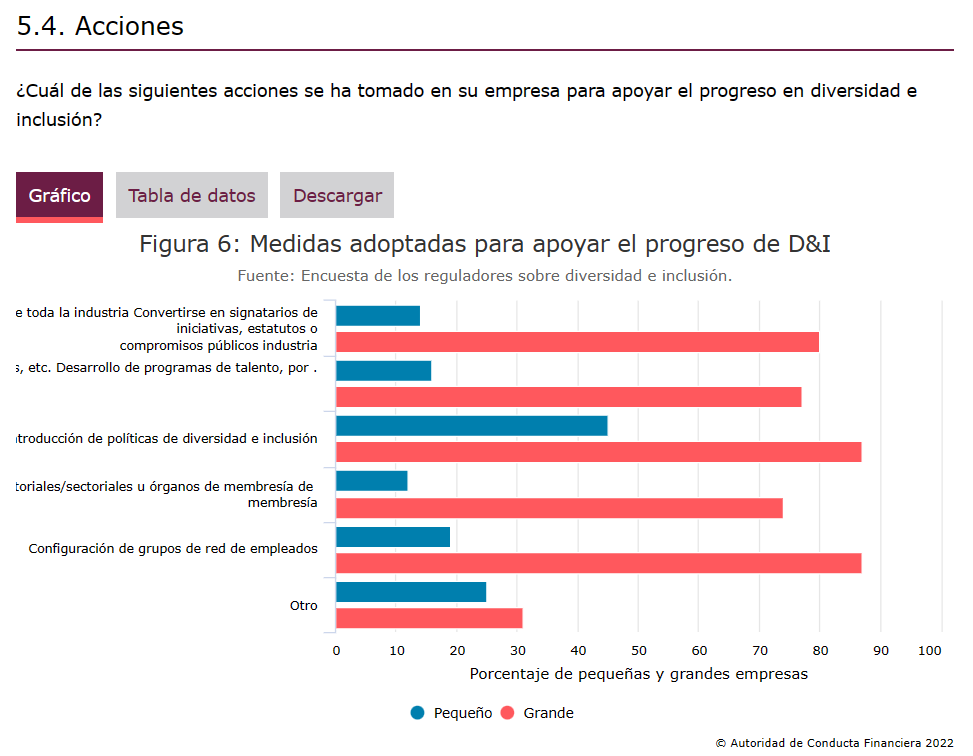 5.4. Acciones
¿Cuál de las siguientes acciones se ha tomado en su empresa para apoyar el progreso en diversidad e
inclusión?
Gráfico
Tabla de datos
Descargar
Figura 6: Medidas adoptadas para apoyar el progreso de D&I
Fuente: Encuesta de los reguladores sobre diversidad e inclusión.
e toda la industria Convertirse en signatarios de
iniciativas, estatutos o
compromisos públicos industria
s, etc. Desarrollo de programas de talento, por .
troducción de políticas de diversidad e inclusión
toriales/sectoriales u órganos de membresía de
membresía
Configuración de grupos de red de empleados
Otro
0 10 20 30 40 50 60 70 80 90 100
Porcentaje de pequeñas y grandes empresas
Pequeño Grande
© Autoridad de Conducta Financiera 2022